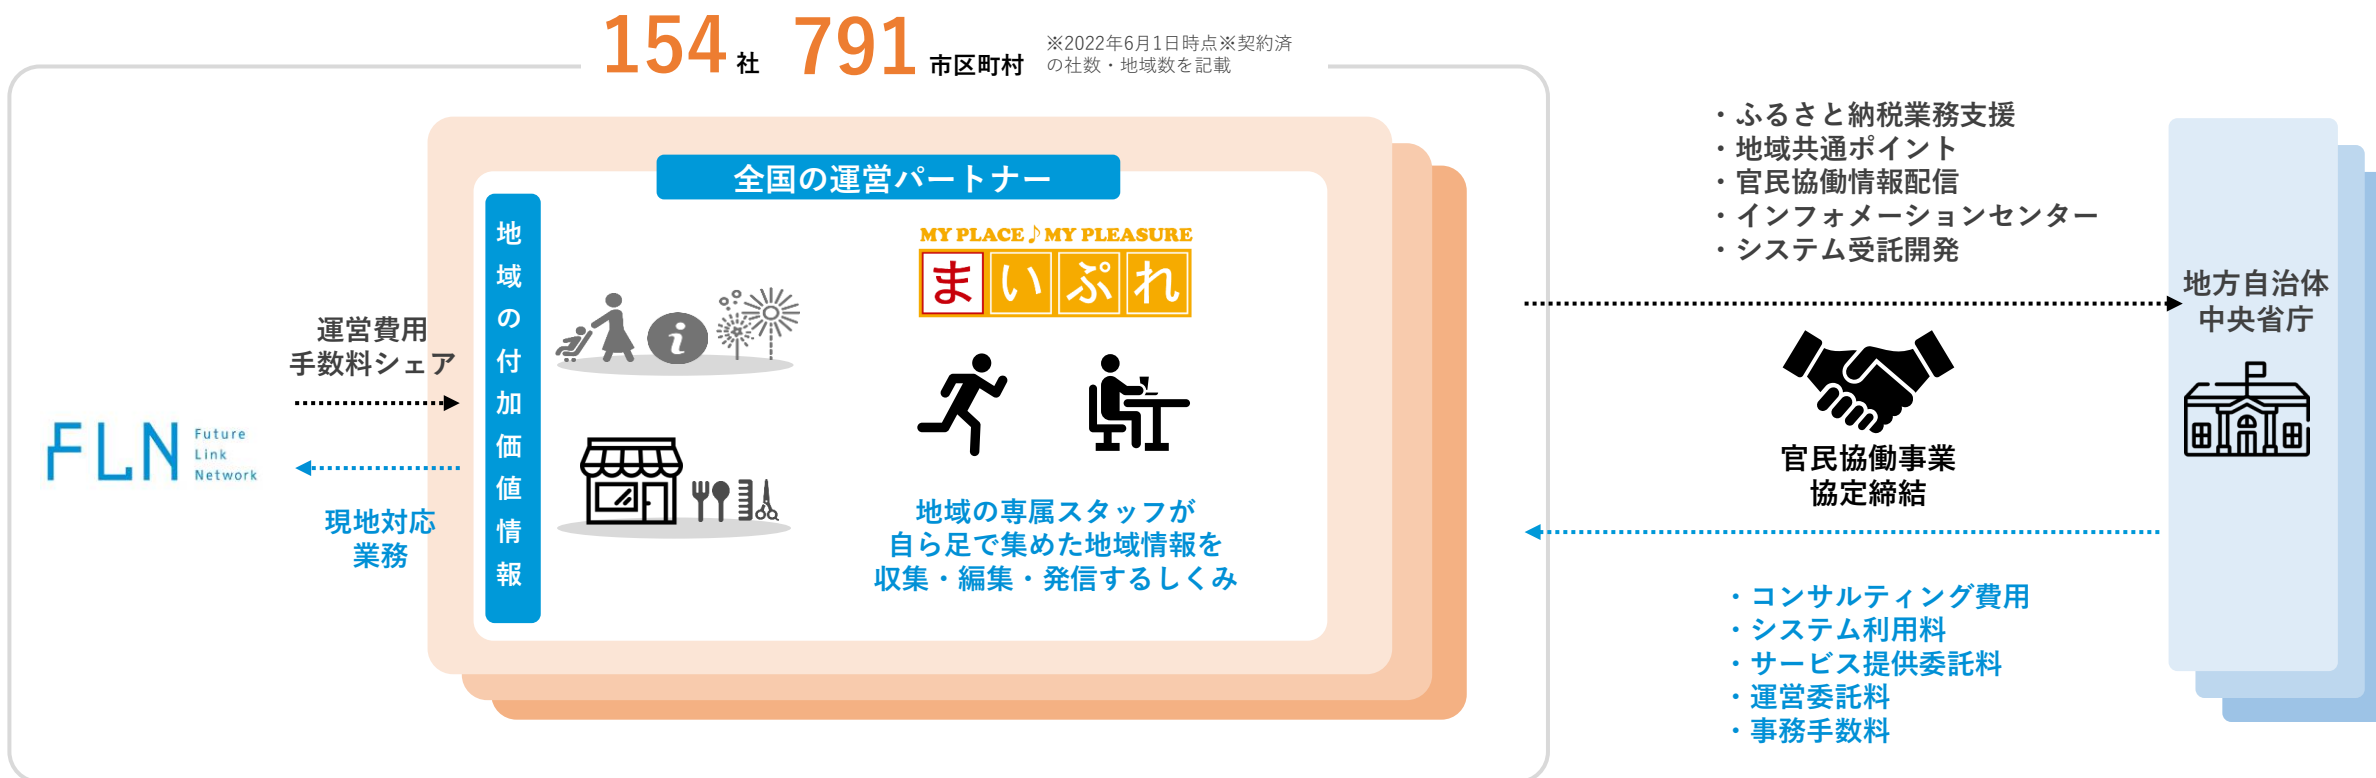 154 社 791 市区町村
※2022年6月1日時点※契約済
の社数・地域数を記載
全国の運営パートナー
地域の付加価値情報
MY PLACE♪MY PLEASURE
まいぷれ
地域の専属スタッフが
自ら足で集めた地域情報を
収集・編集・発信するしくみ
運営費用
手数料シェア
FLN
Future
Link
Network
現地対応
業務
・ふるさと納税業務支援
・地域共通ポイント
・官民協働情報配信
・インフォメーションセンター
・システム受託開発
官民協働事業
協定締結
・コンサルティング費用
・システム利用料
・サービス提供委託料
・運営委託料
・事務手数料
地方自治体
中央省庁